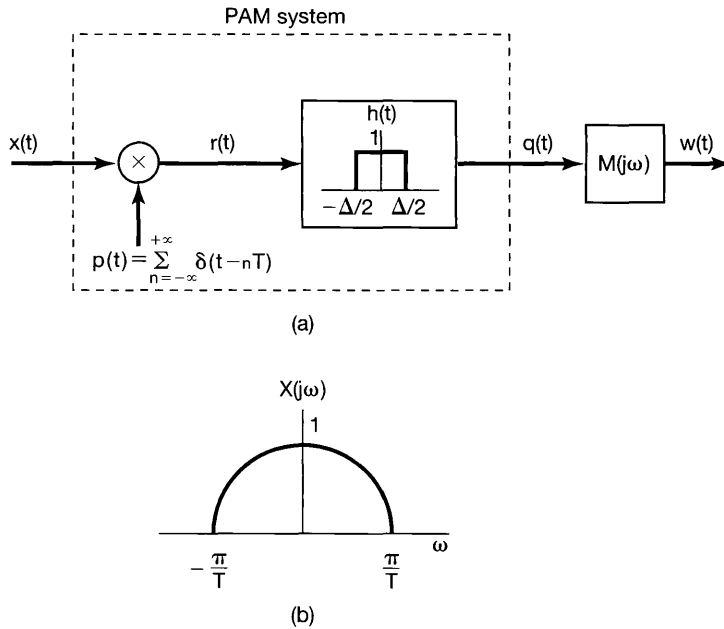 PAM system
x(t)
×
r(t)
h(t)
1
-Δ/2 Δ/2
q(t)
M(jω)
w(t)
p(t) = Σ δ(t-nT)
+∞
n=-∞
(a)
X(jω)
1
-π/T
π/T
ω
(b)